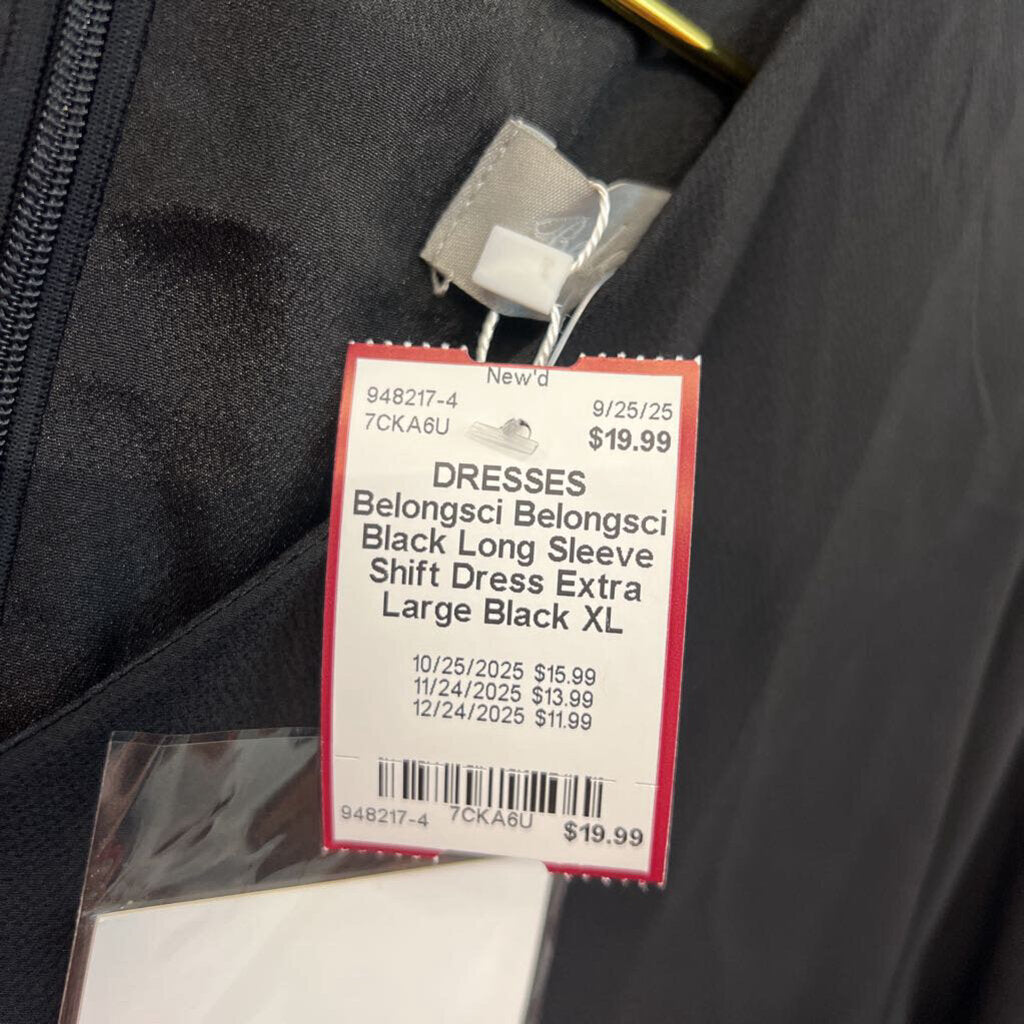 New'd
948217-4 9/25/25
7CKA6U $19.99
DRESSES
Belongsci Belongsci
Black Long Sleeve
Shift Dress Extra
Large Black XL
10/25/2025 $15.99
11/24/2025 $13.99
12/24/2025 $11.99
948217-4 7CKA6U $19.99